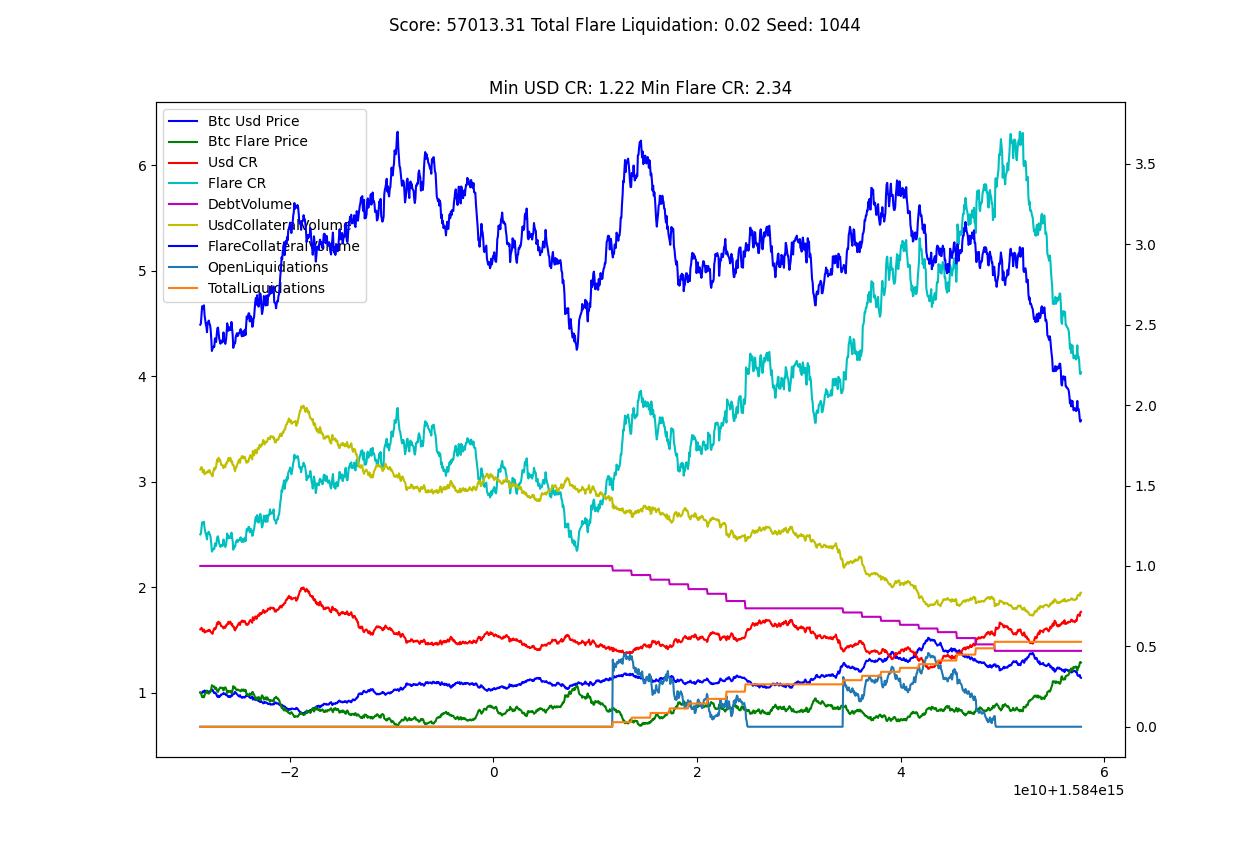 Score: 57013.31 Total Flare Liquidation: 0.02 Seed: 1044
Min USD CR: 1.22 Min Flare CR: 2.34
Btc Usd Price
Btc Flare Price
Usd CR
Flare CR
DebtVolume
UsdCollateralVolume
FlareCollateralVolume
OpenLiquidations
TotalLiquidations
6
5
4
3
2
1
3.5
3.0
2.5
2.0
1.5
1.0
0.5
0.0
−2
0
2
4
6
1e10+1.584e15